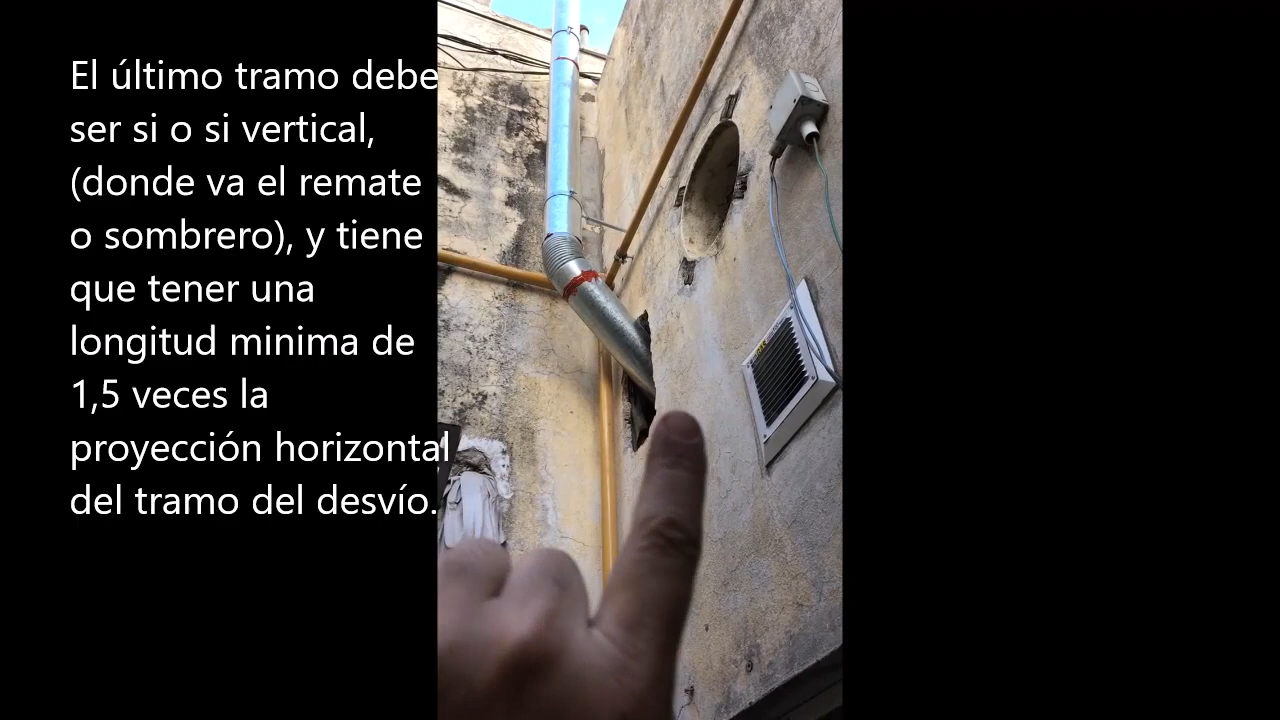 El último tramo debe
ser si o si vertical,
(donde va el remate
o sombrero), y tiene
que tener una
longitud minima de
1,5 veces la
proyección horizontal
del tramo del desvío.